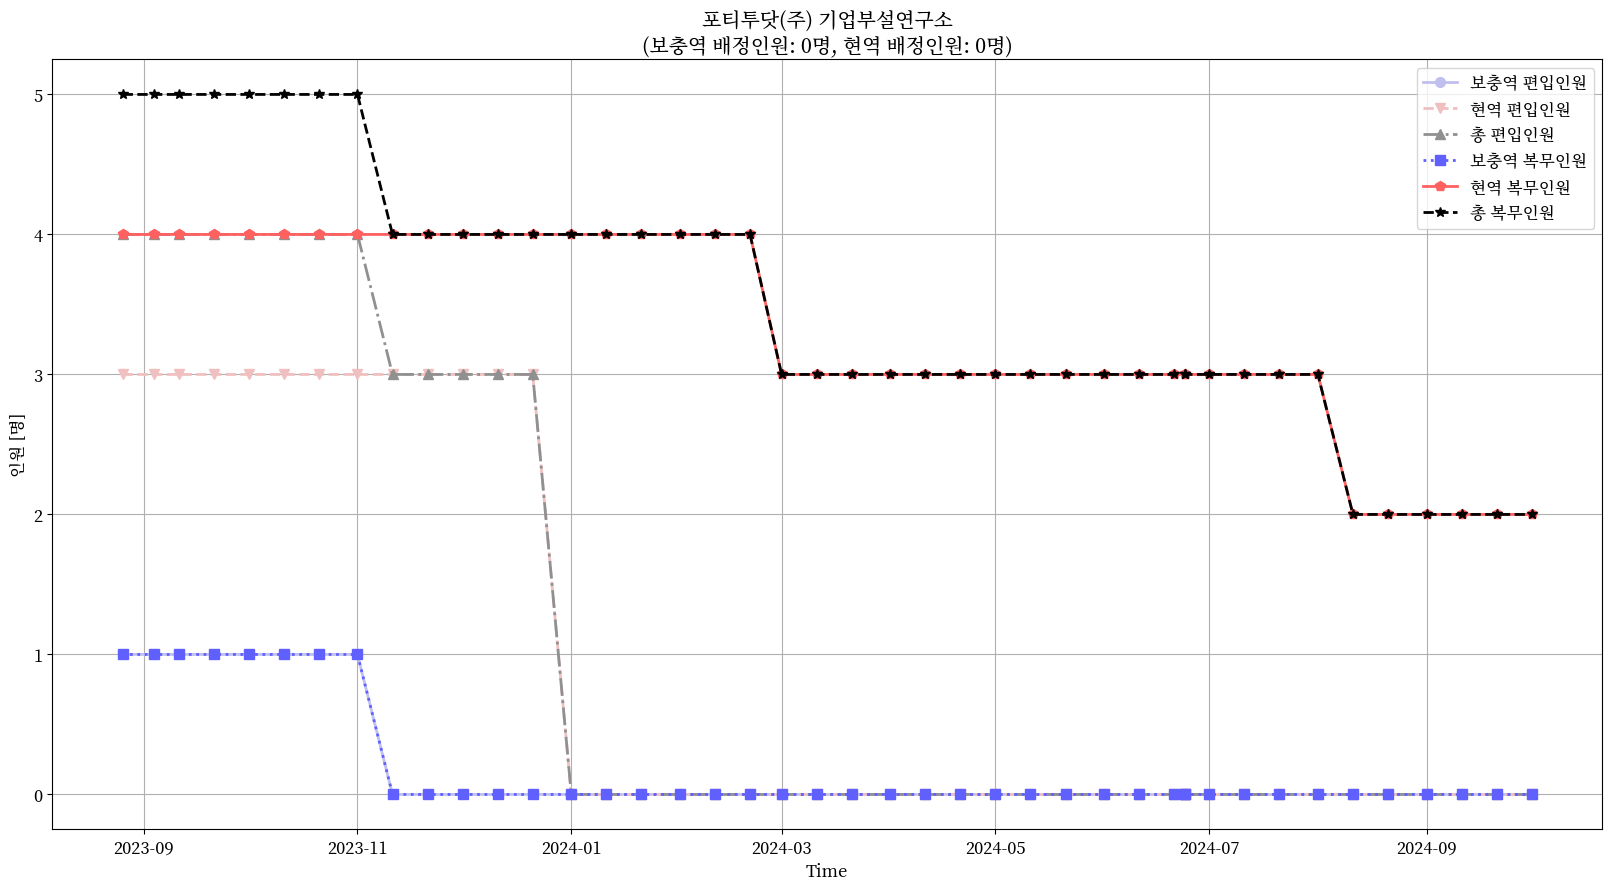 포티투닷(주) 기업부설연구소
(보충역 배정인원: 0명, 현역 배정인원: 0명)
보충역 편입인원
현역 편입인원
총 편입인원
보충역 복무인원
현역 복무인원
총 복무인원
인원 [명]
5
4
3
2
1
0
2023-09
2023-11
2024-01
2024-03
2024-05
2024-07
2024-09
Time